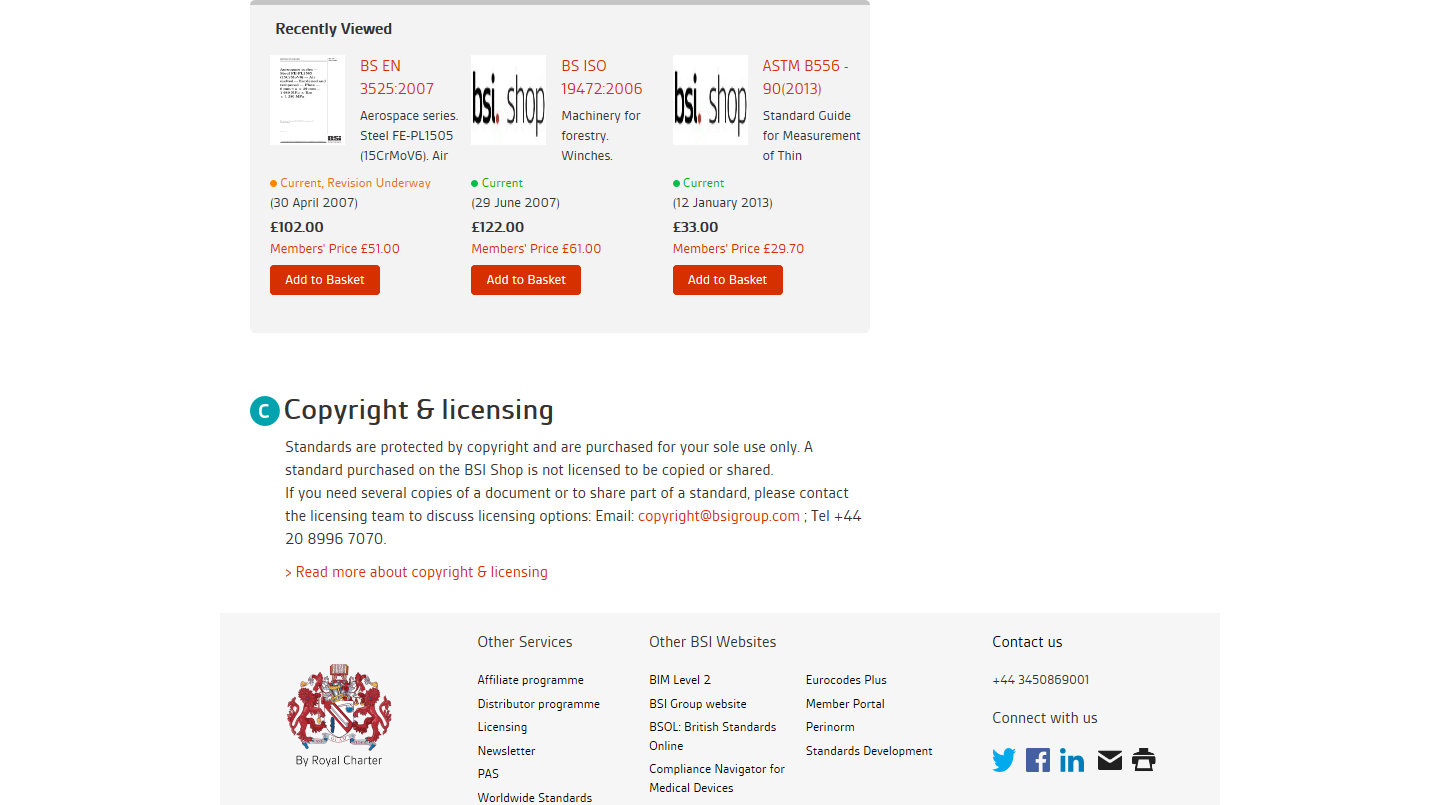 Recently Viewed
BS EN
3525:2007
Aerospace series.
Steel FE-PL1505
(15CrMoV6). Air
Current, Revision Underway
(30 April 2007)
£102.00
Members' Price £51.00
Add to Basket
bsi. shop
BS ISO
19472:2006
Machinery for
forestry.
Winches.
Current
(29 June 2007)
£122.00
Members' Price £61.00
Add to Basket
bsi. shop
ASTM B556 -
90(2013)
Standard Guide
for Measurement
of Thin
Current
(12 January 2013)
£33.00
Members' Price £29.70
Add to Basket
C Copyright & licensing
Standards are protected by copyright and are purchased for your sole use only. A
standard purchased on the BSI Shop is not licensed to be copied or shared.
If you need several copies of a document or to share part of a standard, please contact
the licensing team to discuss licensing options: Email: copyright@bsigroup.com ; Tel +44
20 8996 7070.
> Read more about copyright & licensing
By Royal Charter
Other Services
Affiliate programme
Distributor programme
Licensing
Newsletter
PAS
Worldwide Standards
Other BSI Websites
BIM Level 2
BSI Group website
BSOL: British Standards
Online
Compliance Navigator for
Medical Devices
Eurocodes Plus
Member Portal
Perinorm
Standards Development
Contact us
+44 3450869001
Connect with us